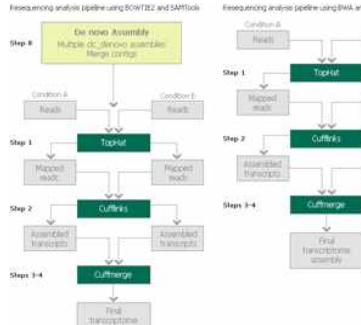 Resequencing analysis pipeline using BOWTIE2 and SAMTools
Step 0
De novo Assembly
Multiple clc_denovo assembles
Merge contigs
Condition A
Condition B
Reads
Reads
Step 1
TopHat
Mapped
reads
Mapped
reads
Step 2
Cufflinks
Assembled
transcripts
Assembled
transcripts
Steps 3-4
Cuffmerge
Final
transcriptome
Resequencing analysis pipeline using BWA an
Condition A
Reads
Step 1
TopHat
Mapped
reads
Step 2
Cufflinks
Assembled
transcripts
Steps 3-4
Cuffmerge
Final
transcriptome
assembly